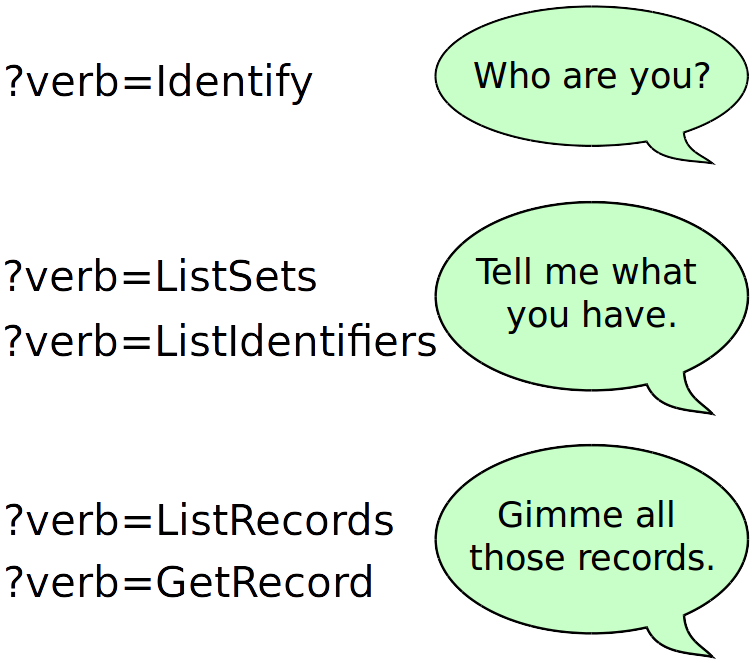 ?verb=Identify
Who are you?
?verb=ListSets
?verb=ListIdentifiers
Tell me what
you have.
?verb=ListRecords
?verb=GetRecord
Gimme all
those records.